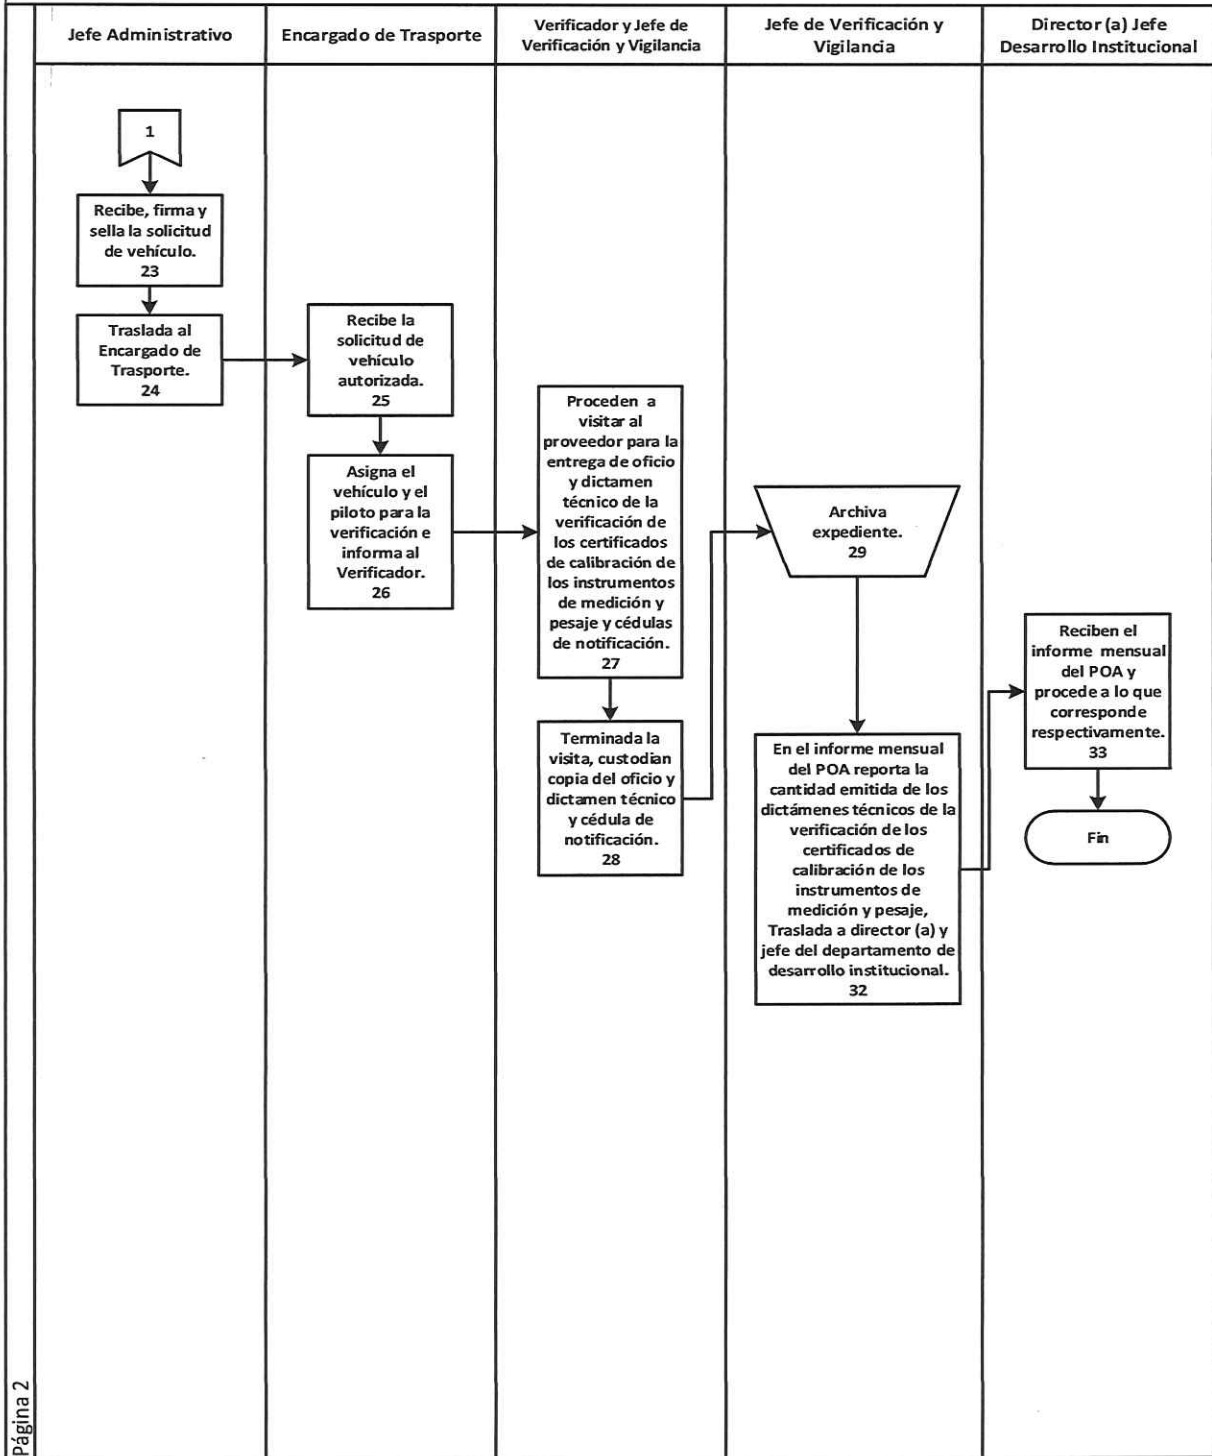 Jefe Administrativo
Encargado de Trasporte
Verificador y Jefe de
Verificación y Vigilancia
Jefe de Verificación y
Vigilancia
Director (a) Jefe
Desarrollo Institucional
1
Recibe, firma y
sella la solicitud
de vehículo.
23
Traslada al
Encargado de
Trasporte.
24
Recibe la
solicitud de
vehículo
autorizada.
25
Asigna el
vehículo y el
piloto para la
verificación e
informa al
Verificador.
26
Proceden a
visitar al
proveedor para la
entrega de oficio
y dictamen
técnico de la
verificación de
los certificados
de calibración de
los instrumentos
de medición y
pesaje y cédulas
de notificación.
27
Terminada la
visita, custodian
copia del oficio y
dictamen técnico
y cédula de
notificación.
28
Archiva
expediente.
29
En el informe mensual
del POA reporta la
cantidad emitida de los
dictámenes técnicos de la
verificación de los
certificados de
calibración de los
instrumentos de
medición y pesaje,
Traslada a director (a) y
jefe del departamento de
desarrollo institucional.
32
Reciben el
informe mensual
del POA y
procede a lo que
corresponde
respectivamente.
33
Fin
Página 2